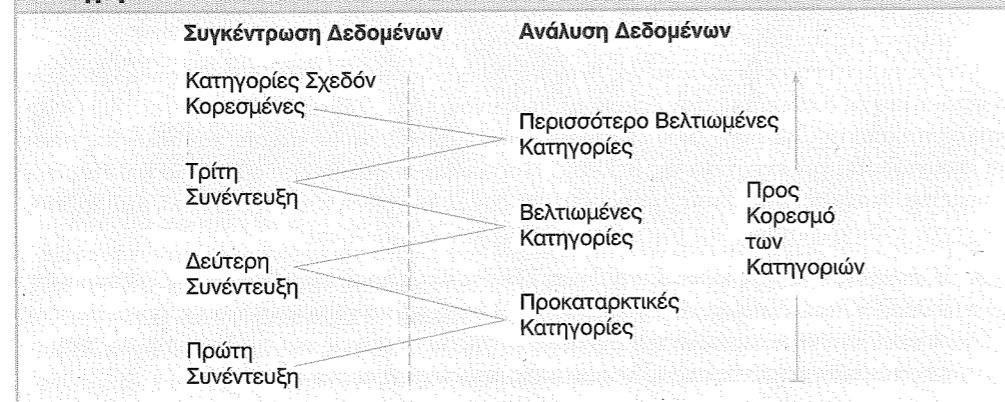 Συγκέντρωση Δεδομένων
Ανάλυση Δεδομένων
Κατηγορίες Σχεδόν
Κορεσμένες
Περισσότερο Βελτιωμένες
Κατηγορίες
Τρίτη
Συνέντευξη
Βελτιωμένες
Κατηγορίες
Προς
Κορεσμό
των
Κατηγοριών
Δεύτερη
Συνέντευξη
Προκαταρκτικές
Κατηγορίες
Πρώτη
Συνέντευξη